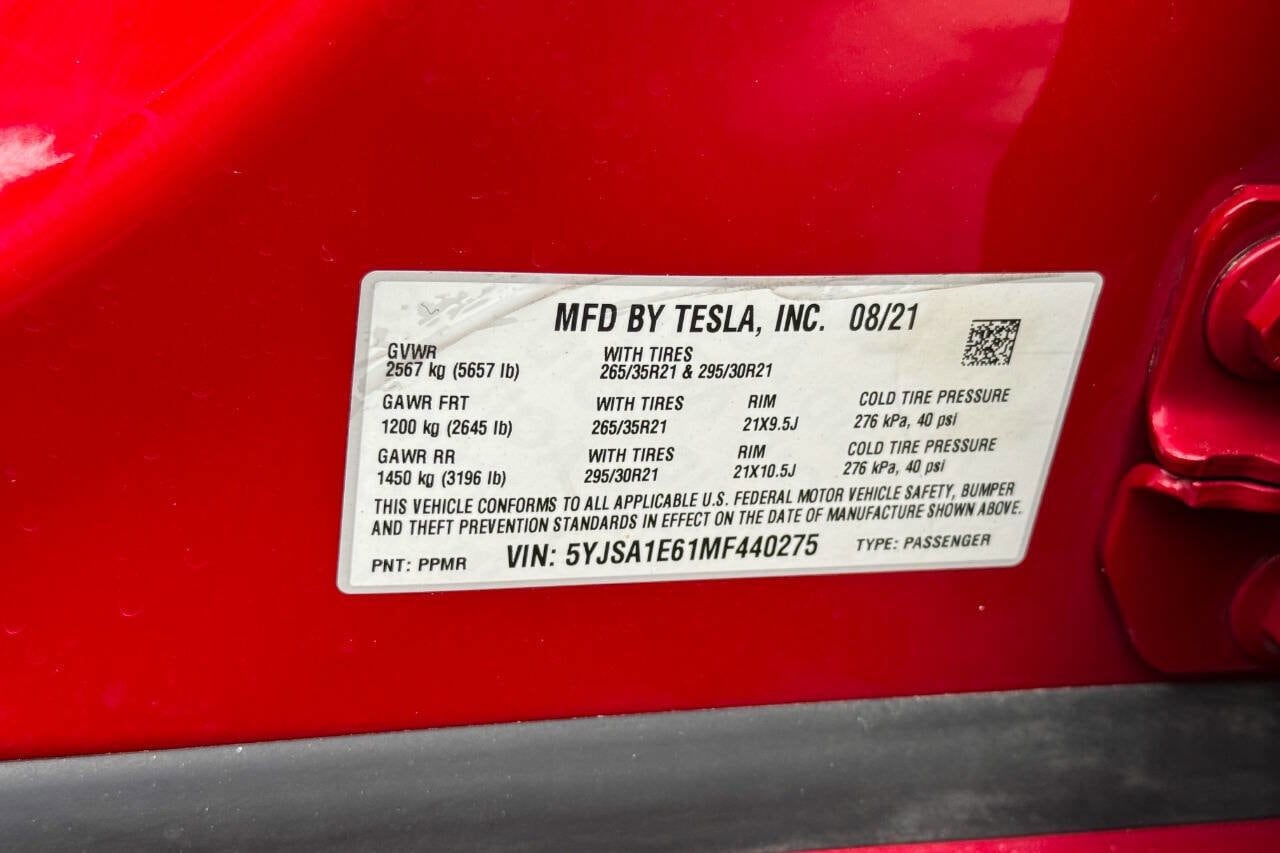 MFD BY TESLA, INC. 08/21
GVWR WITH TIRES
2567 kg (5657 lb) 265/35R21 & 295/30R21
GAWR FRT WITH TIRES RIM COLD TIRE PRESSURE
1200 kg (2645 lb) 265/35R21 21X9.5J 276 kPa, 40 psi
GAWR RR WITH TIRES RIM COLD TIRE PRESSURE
1450 kg (3196 lb) 295/30R21 21X10.5J 276 kPa, 40 psi
THIS VEHICLE CONFORMS TO ALL APPLICABLE U.S. FEDERAL MOTOR VEHICLE SAFETY, BUMPER
AND THEFT PREVENTION STANDARDS IN EFFECT ON THE DATE OF MANUFACTURE SHOWN ABOVE.
PNT: PPMR VIN: 5YJSA1E61MF440275 TYPE: PASSENGER